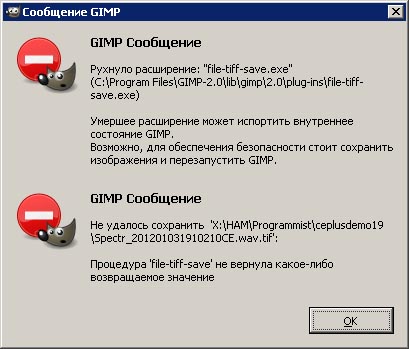 Сообщение GIMP
GIMP Сообщение
Рухнуло расширение: "file-tiff-save.exe"
(C:\Program Files\GIMP-2.0\lib\gimp\2.0\plug-ins\file-tiff-
save.exe)
Умершее расширение может испортить внутреннее
состояние GIMP.
Возможно, для обеспечения безопасности стоит сохранить
изображения и перезапустить GIMP.
GIMP Сообщение
Не удалось сохранить 'X:\HAM\Programmist\ceplusdemo19
\Spectr_201201031910210CE.wav.tif':
Процедура 'file-tiff-save' не вернула какое-либо
возвращаемое значение
OK